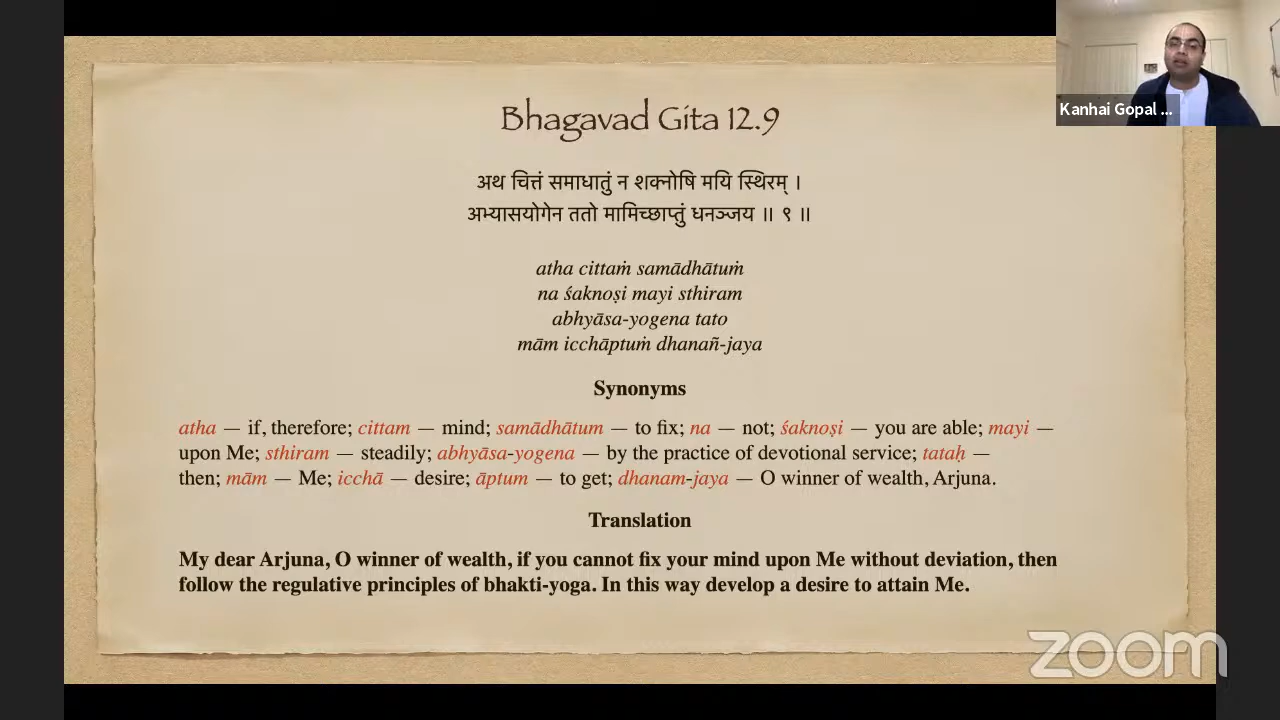 Bhagavad Gita 12.9
अथ चित्तं समाधातुं न शक्नोषि मयि स्थिरम् ।
अभ्यासयोगेन ततो मामिच्छाप्तुं धनञ्जय ॥ ९ ॥
atha cittaṁ samādhātuṁ
na śaknoṣi mayi sthiram
abhyāsa-yogena tato
mām icchāptuṁ dhanañ-jaya
Synonyms
atha — if, therefore; cittam — mind; samādhātum — to fix; na — not; śaknoṣi — you are able; mayi —
upon Me; sthiram — steadily; abhyāsa-yogena — by the practice of devotional service; tataḥ —
then; mām — Me; icchā — desire; āptum — to get; dhanam-jaya — O winner of wealth, Arjuna.
Translation
My dear Arjuna, O winner of wealth, if you cannot fix your mind upon Me without deviation, then
follow the regulative principles of bhakti-yoga. In this way develop a desire to attain Me.
Kanhai Gopal ...
zoom